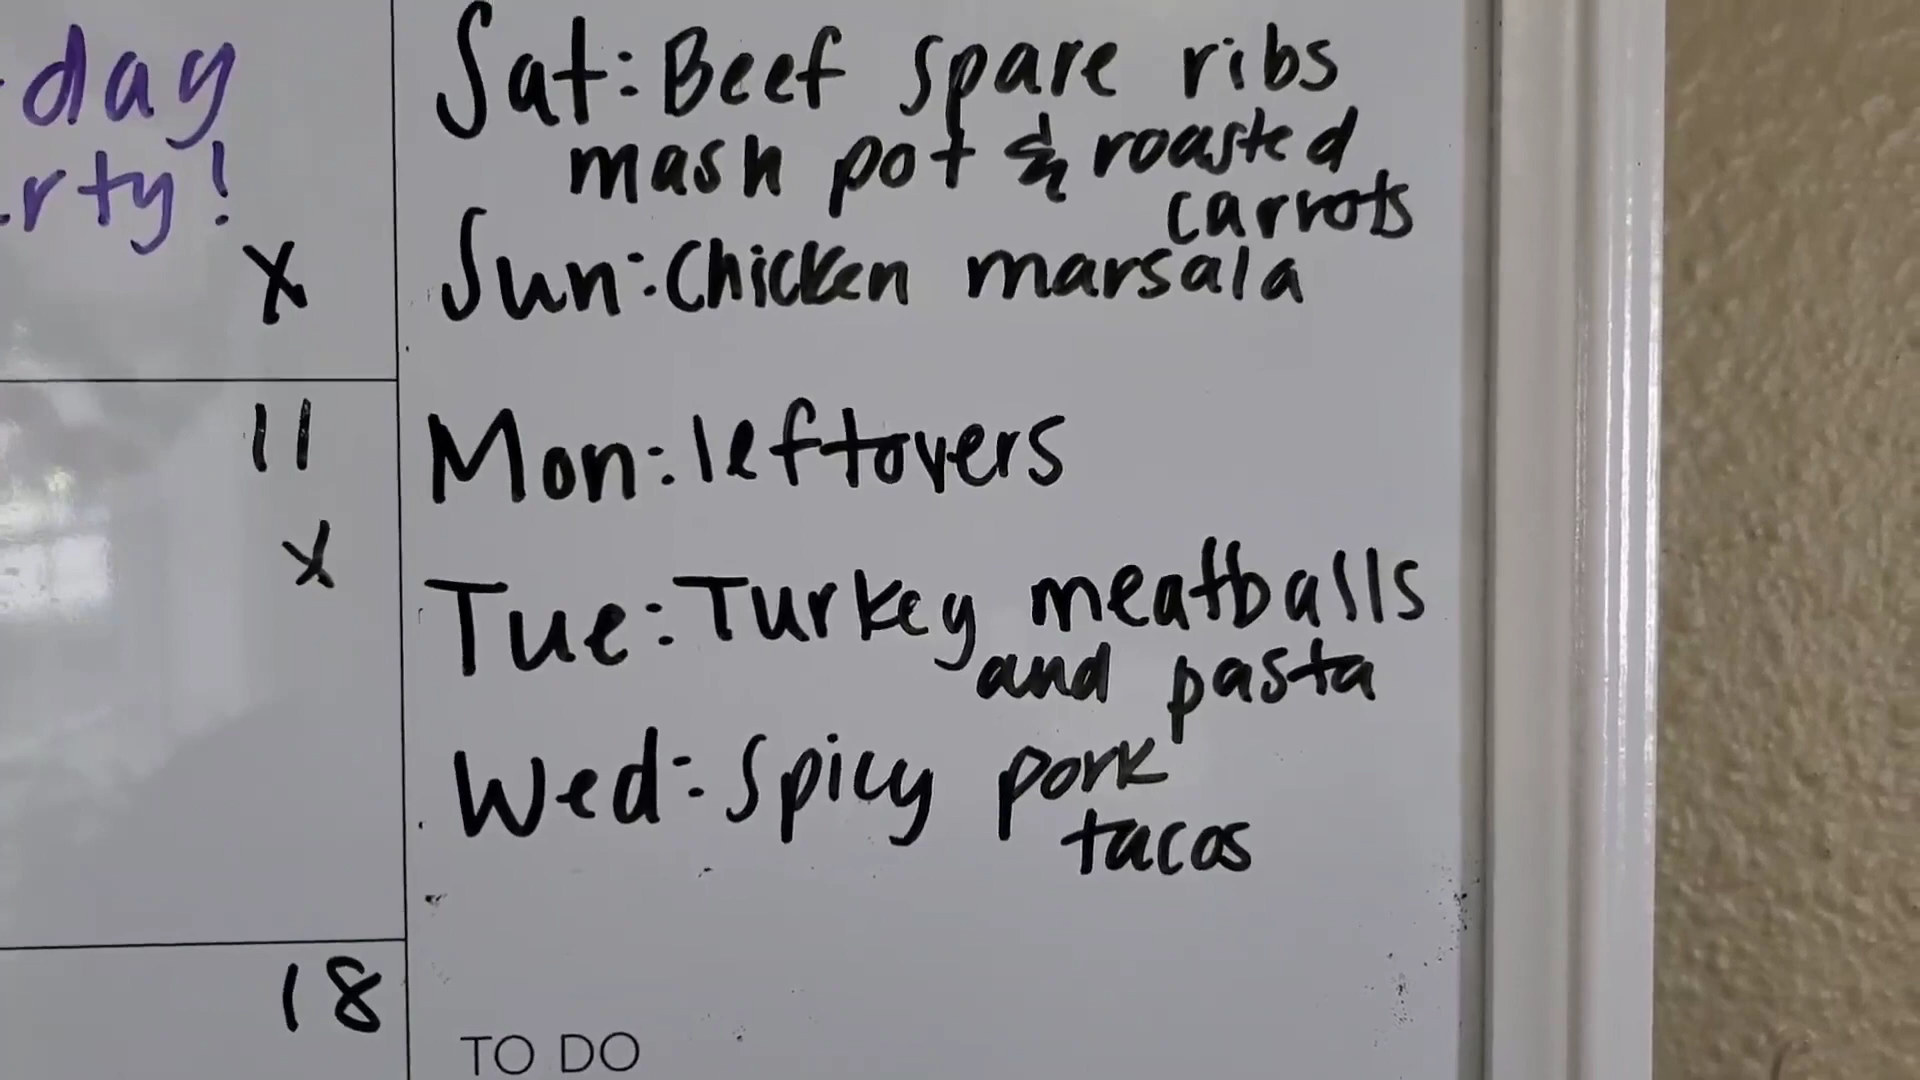 day
rty!
x
11
x
18
Sat: Beef spare ribs
mash pot & roasted
carrots
Sun: Chicken marsala
Mon: leftovers
Tue: Turkey meatballs
and pasta
Wed: Spicy pork
tacos
TO DO